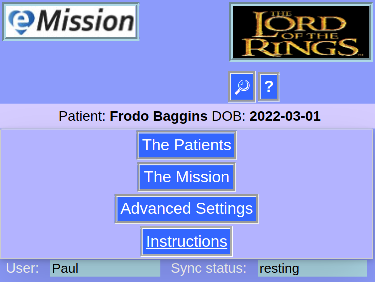 eMission
THE
LORD
OF THE
RINGS
?
Patient: Frodo Baggins DOB: 2022-03-01
The Patients
The Mission
Advanced Settings
Instructions
User: Paul Sync status: resting